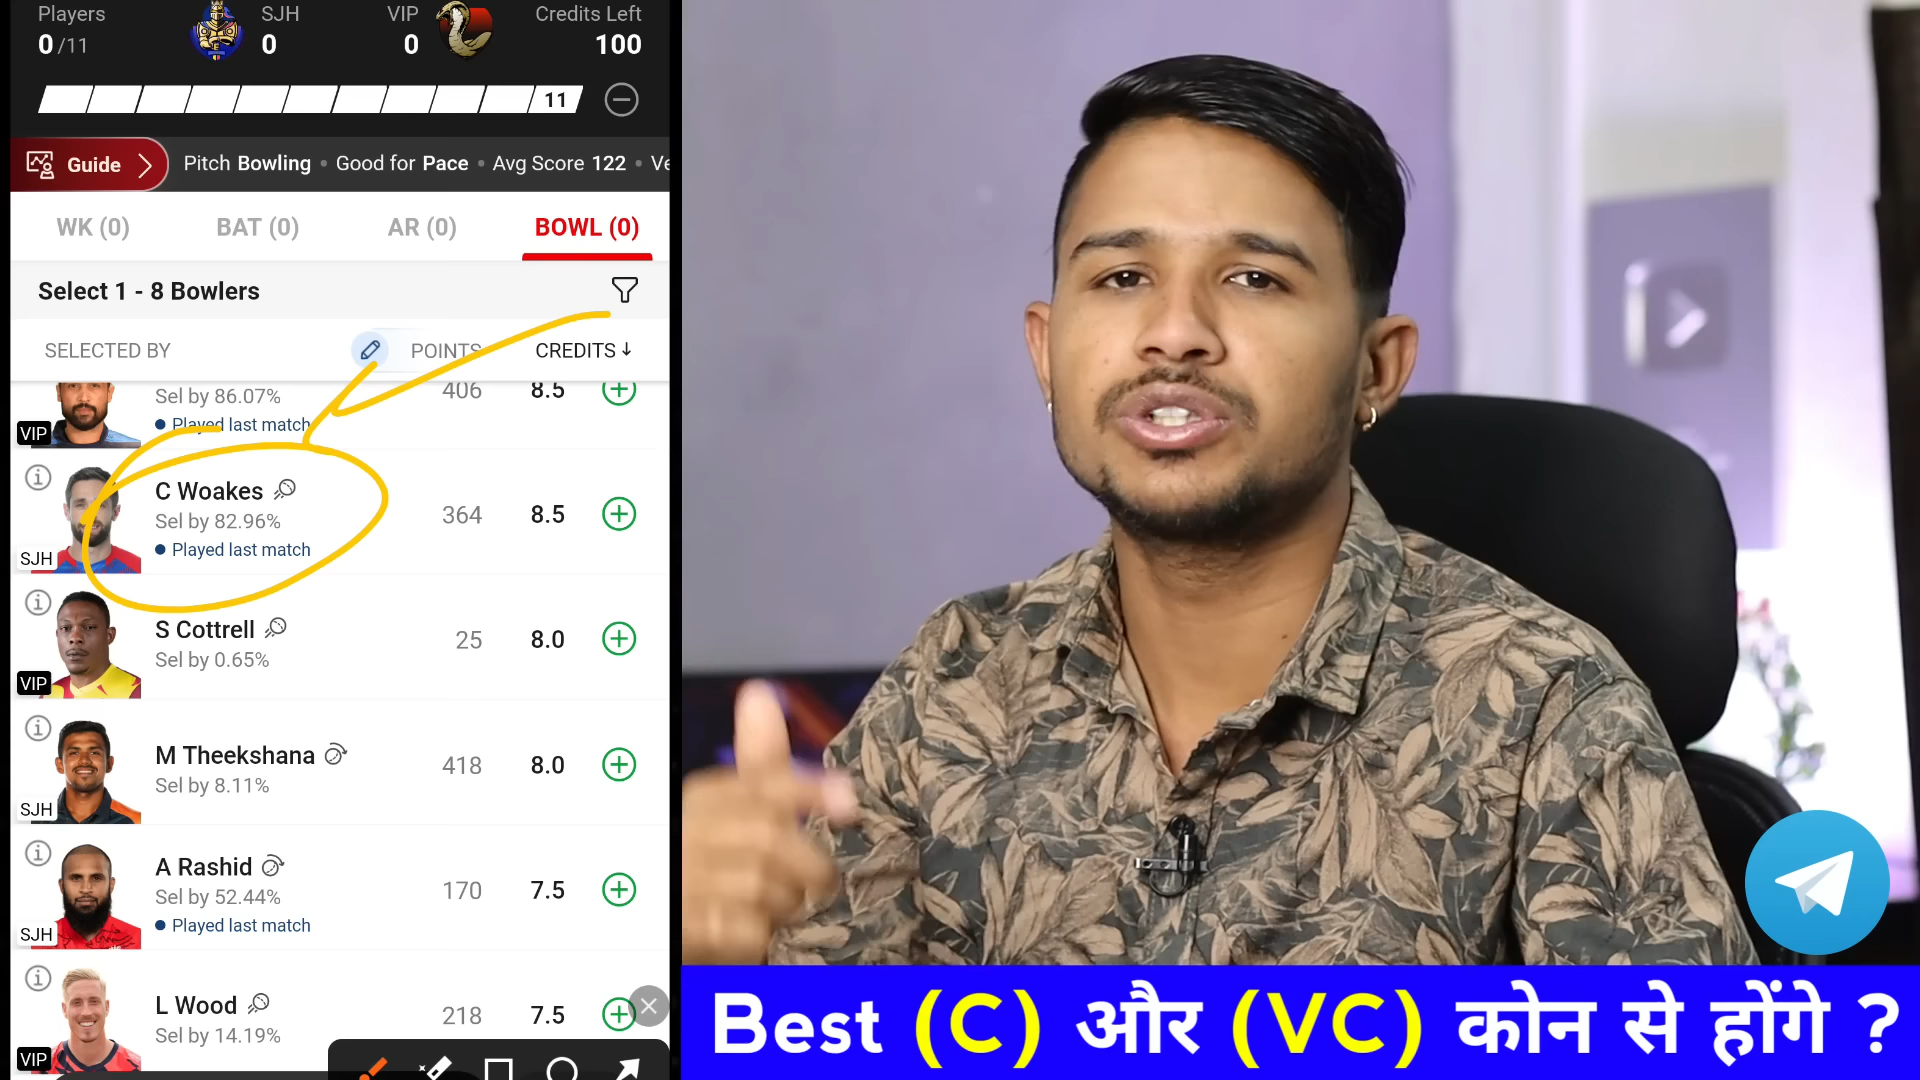 Players SJH VIP Credits Left
0 /11 0 0 100
11
Guide Pitch Bowling • Good for Pace • Avg Score 122 • Ve
WK (0) BAT (0) AR (0) BOWL (0)
Select 1 - 8 Bowlers
SELECTED BY POINTS CREDITS ↓
Sel by 86.07% 406 8.5
VIP Played last match
C Woakes
Sel by 82.96% 364 8.5
SJH Played last match
S Cottrell
Sel by 0.65% 25 8.0
VIP
M Theekshana
Sel by 8.11% 418 8.0
SJH
A Rashid
Sel by 52.44% 170 7.5
SJH Played last match
L Wood
Sel by 14.19% 218 7.5
VIP
Best (C) और (VC) कोन से होंगे ?